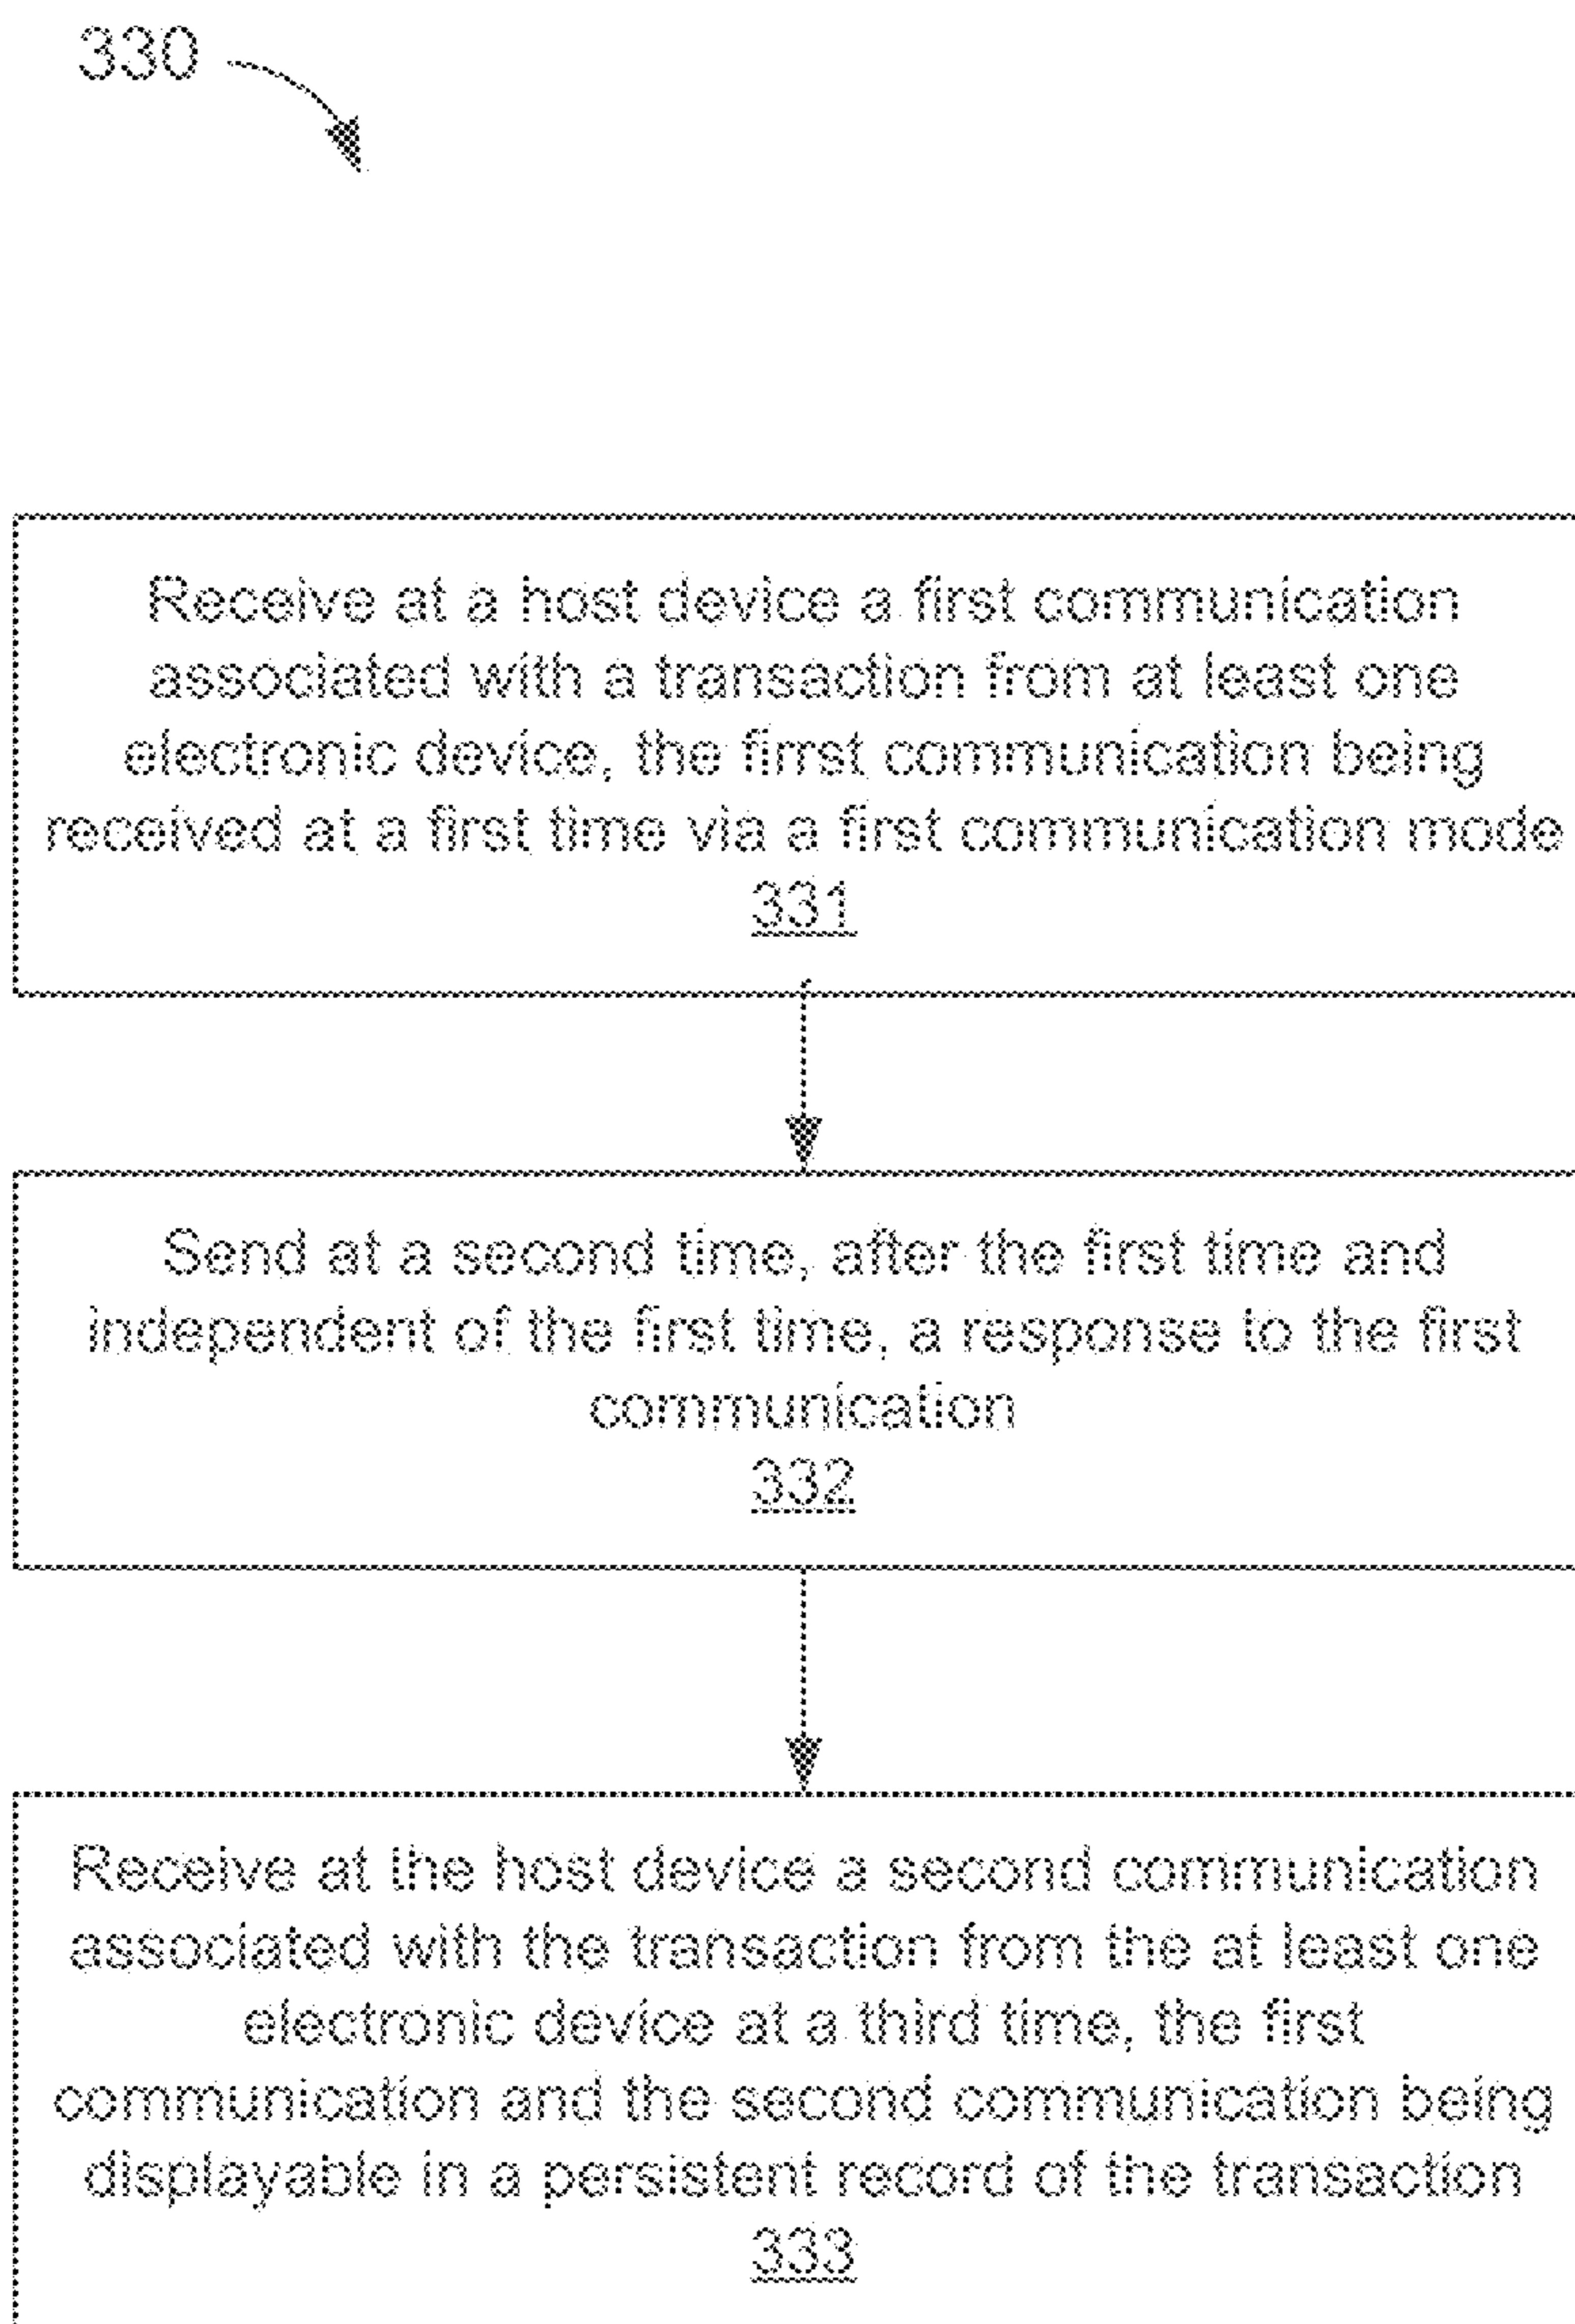 330
Receive at a host device a first communication
associated with a transaction from at least one
electronic device, the firrst communication being
received at a first time via a first communication mode
331
Send at a second time, after the first time and
independent of the first time, a response to the first
communication
332
Receive at the host device a second communication
associated with the transaction from the at least one
electronic device at a third time, the first
communication and the second communication being
displayable in a persistent record of the transaction
333